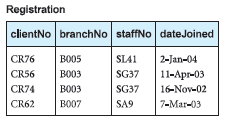 Registration
clientNo branchNo staffNo dateJoined
CR76 B005 SL41 2-Jan-04
CR56 B003 SG37 11-Apr-03
CR74 B003 SG37 16-Nov-02
CR62 B007 SA9 7-Mar-03